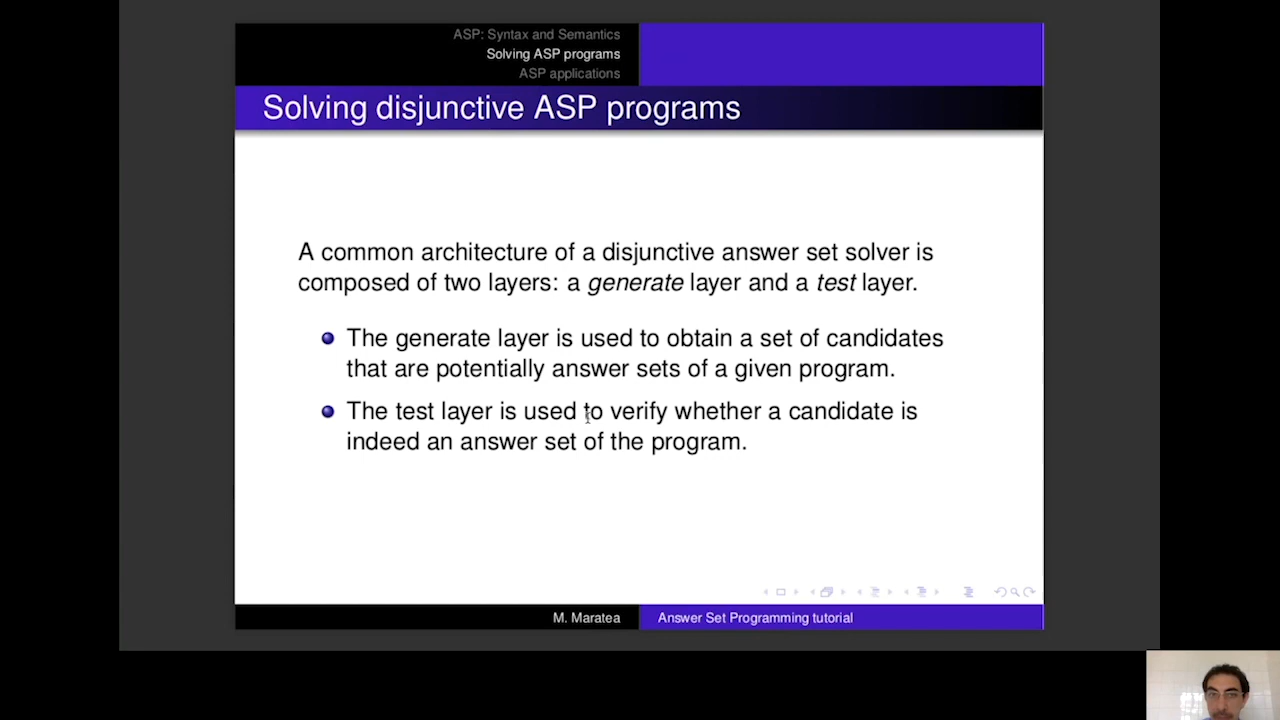 ASP: Syntax and Semantics
Solving ASP programs
ASP applications
Solving disjunctive ASP programs
A common architecture of a disjunctive answer set solver is
composed of two layers: a generate layer and a test layer.
The generate layer is used to obtain a set of candidates
that are potentially answer sets of a given program.
The test layer is used to verify whether a candidate is
indeed an answer set of the program.
M. Maratea
Answer Set Programming tutorial